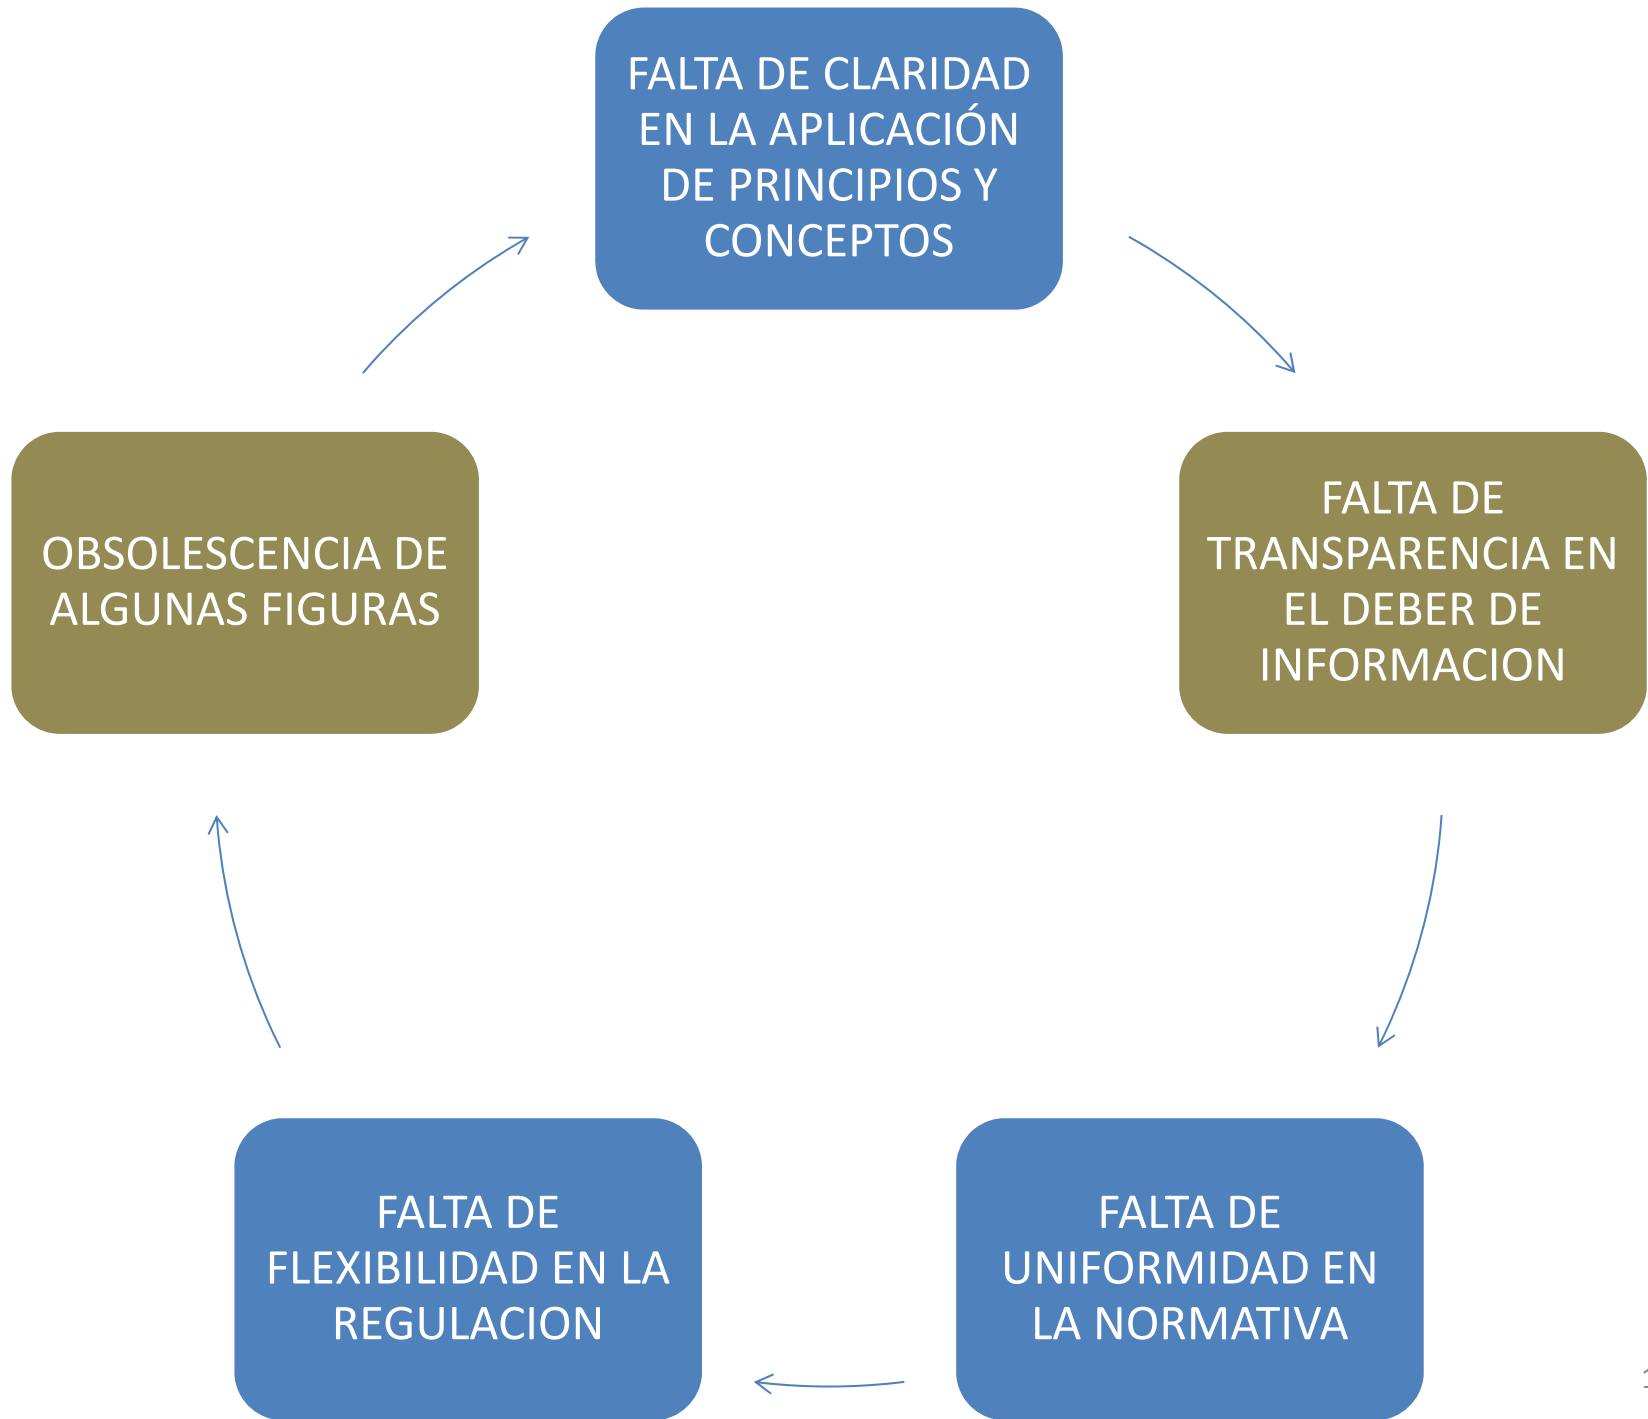 FALTA DE CLARIDAD
EN LA APLICACIÓN
DE PRINCIPIOS Y
CONCEPTOS
FALTA DE
TRANSPARENCIA EN
EL DEBER DE
INFORMACION
FALTA DE
UNIFORMIDAD EN
LA NORMATIVA
FALTA DE
FLEXIBILIDAD EN LA
REGULACION
OBSOLESCENCIA DE
ALGUNAS FIGURAS